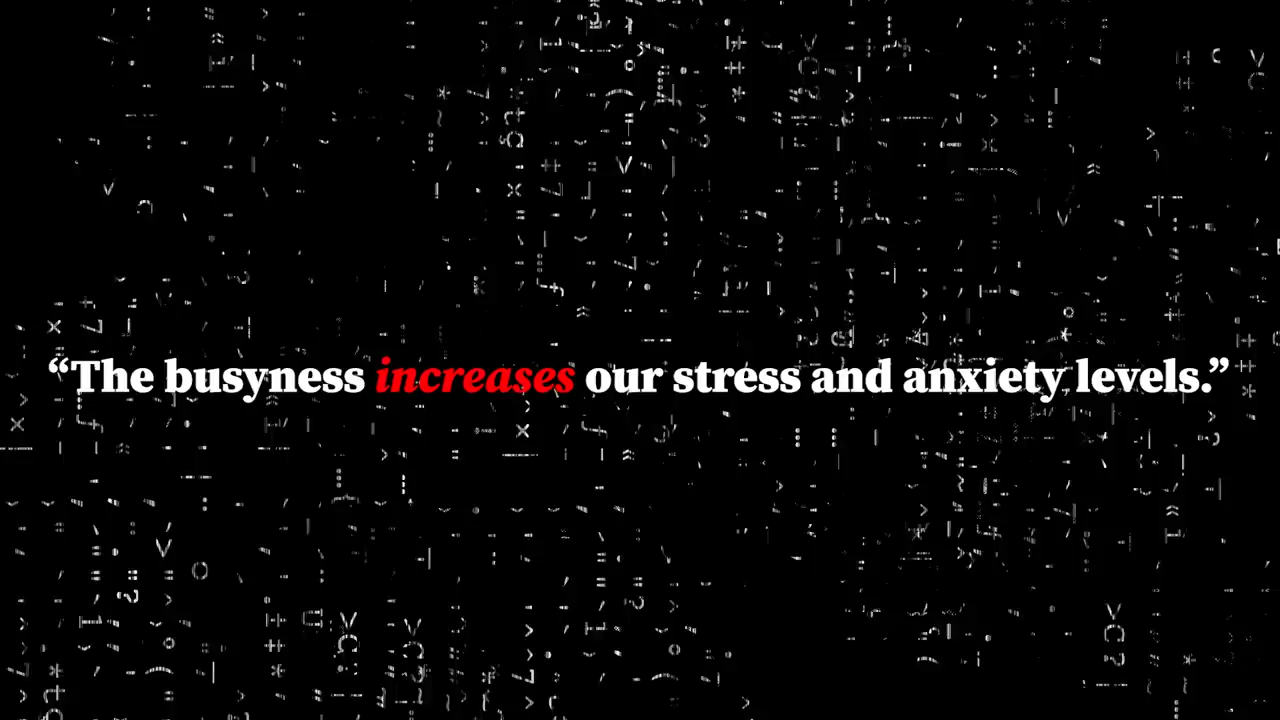 “The busyness increases our stress and anxiety levels.”